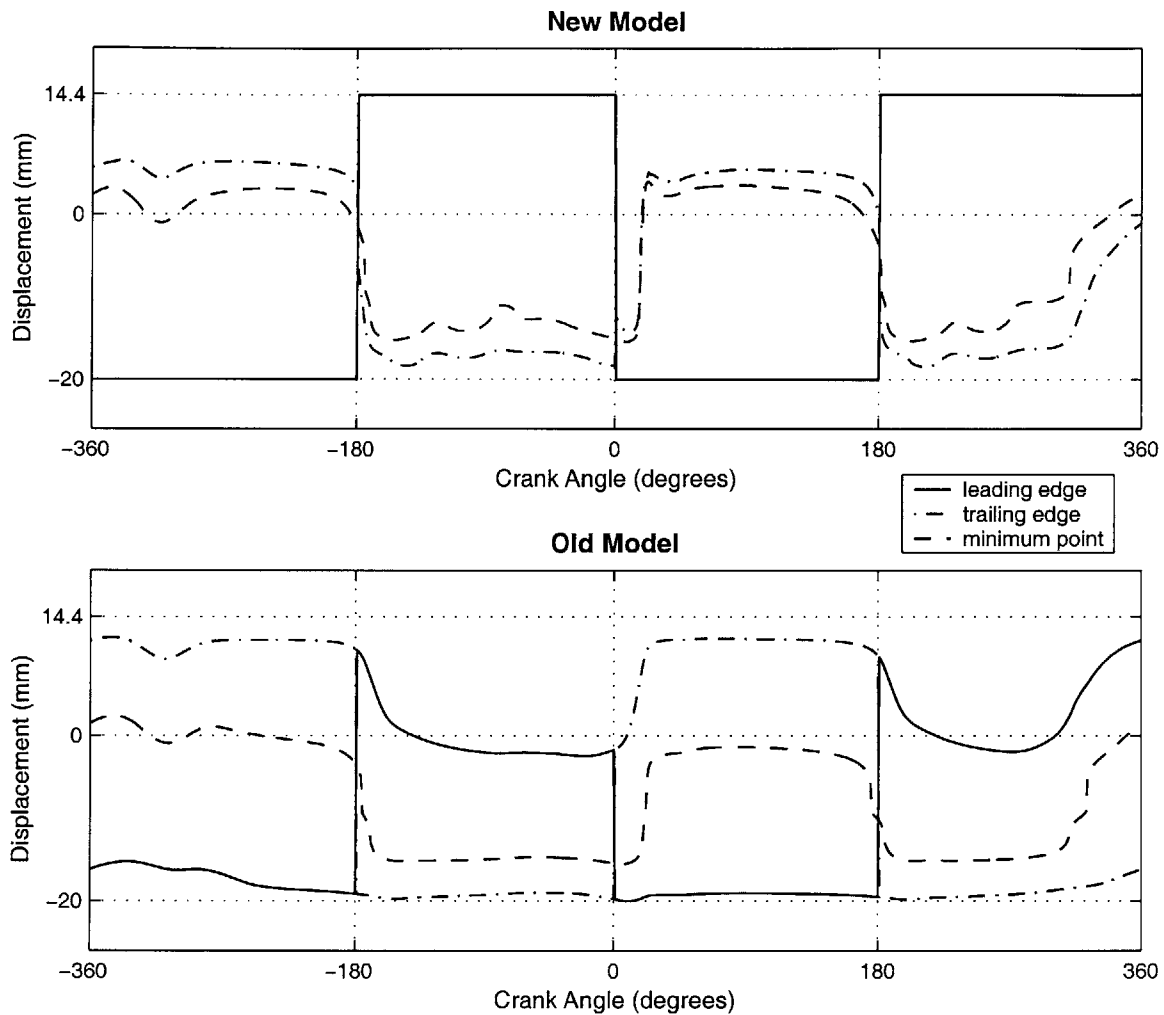 New Model
Displacement (mm)
14.4
0
−20
−360
−180
0
180
360
Crank Angle (degrees)
leading edge
trailing edge
minimum point
Old Model
Displacement (mm)
14.4
0
−20
−360
−180
0
180
360
Crank Angle (degrees)